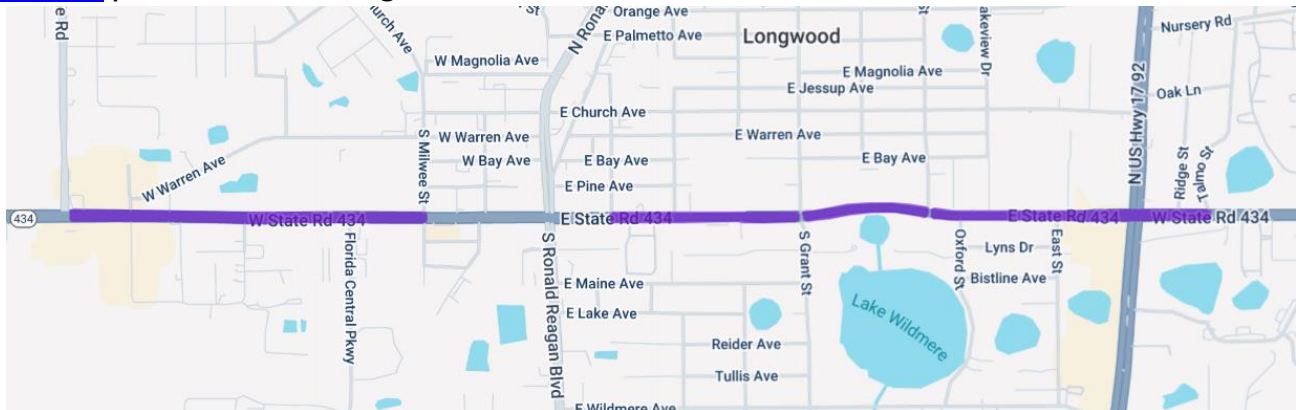 Orange Ave
E Palmetto Ave
Longwood
Nursery Rd
W Magnolia Ave
E Magnolia Ave
E Jessup Ave
Oak Ln
E Church Ave
W Warren Ave
E Warren Ave
W Bay Ave
E Bay Ave
E Bay Ave
W Warren Ave
E Pine Ave
S Milwee St
N US Hwy 17 92
Ridge St
Talmo St
434
W State Rd 434
E State Rd 434
E State Rd 434
W State Rd 434
Florida Central Pkwy
S Ronald Reagan Blvd
S Grant St
Oxford St
Lyns Dr
East St
E Maine Ave
Bistline Ave
E Lake Ave
Lake Wildmere
Reider Ave
Tullis Ave
E Wildmere Ave